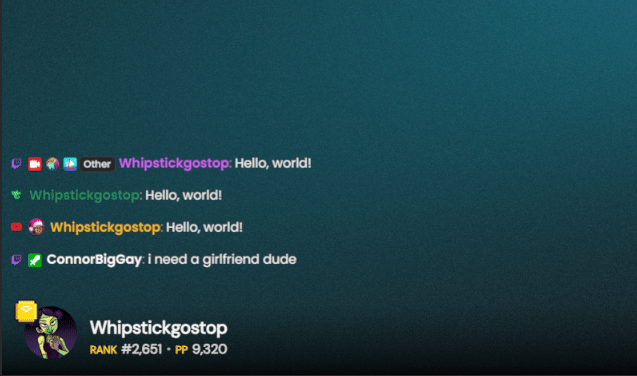 Other Whipstickgostop: Hello, world!
Whipstickgostop: Hello, world!
Whipstickgostop: Hello, world!
ConnorBigGay: i need a girlfriend dude
Whipstickgostop
RANK #2,651 • PP 9,320